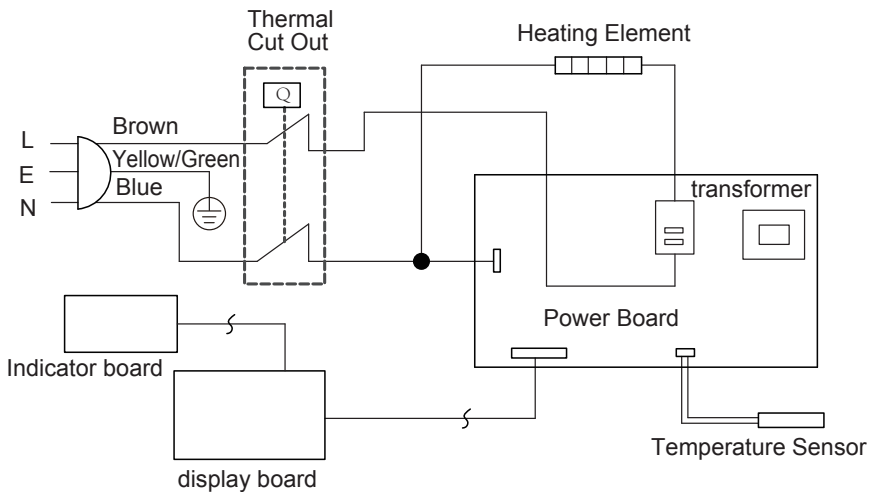 Thermal
Cut Out
Heating Element
Q
L
Brown
E
Yellow/Green
N
Blue
transformer
Power Board
Indicator board
display board
Temperature Sensor